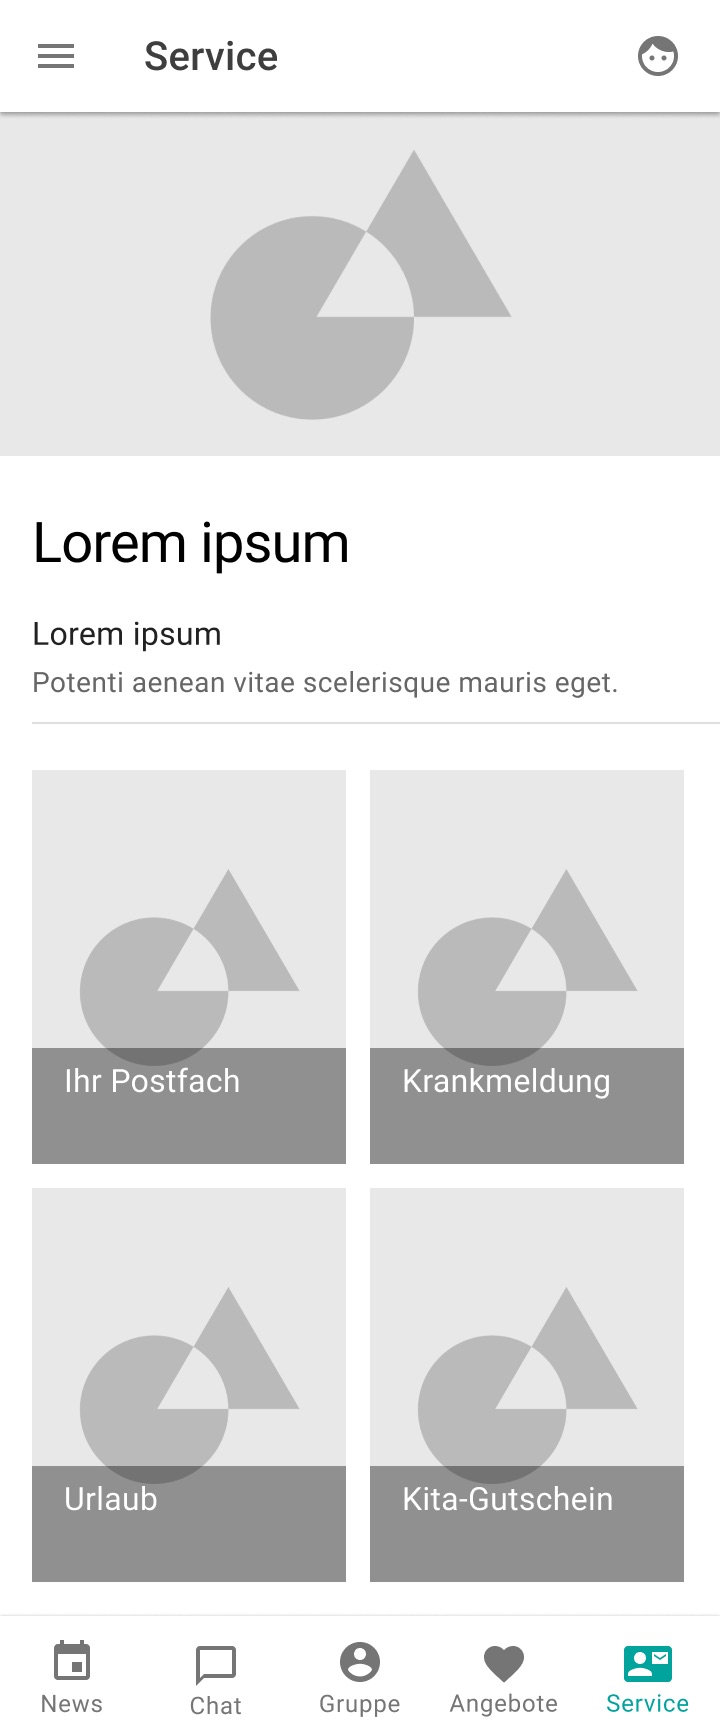 Service
Lorem ipsum
Lorem ipsum
Potenti aenean vitae scelerisque mauris eget.
Ihr Postfach
Krankmeldung
Urlaub
Kita-Gutschein
News
Chat
Gruppe
Angebote
Service